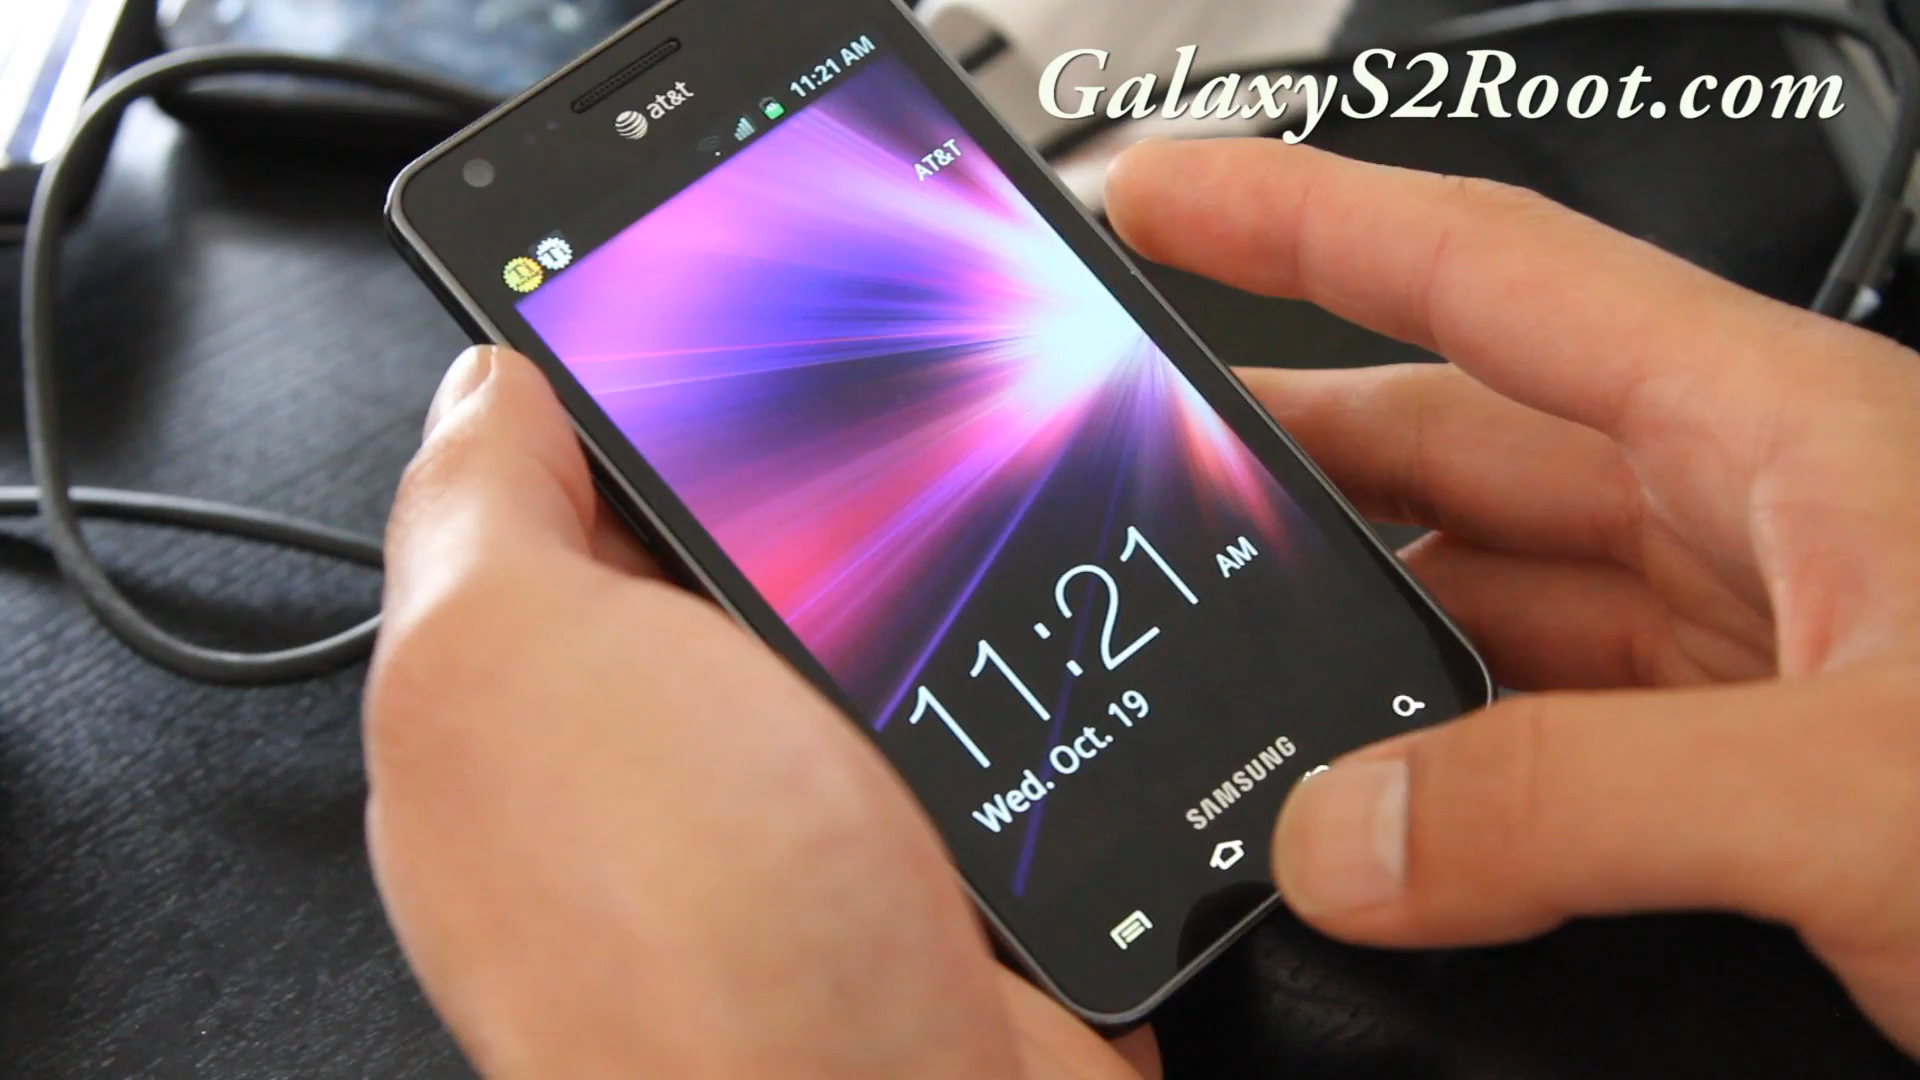 GalaxyS2Root.com
at&t
11:21 AM
AT&T
11:21 AM
Wed. Oct. 19
SAMSUNG